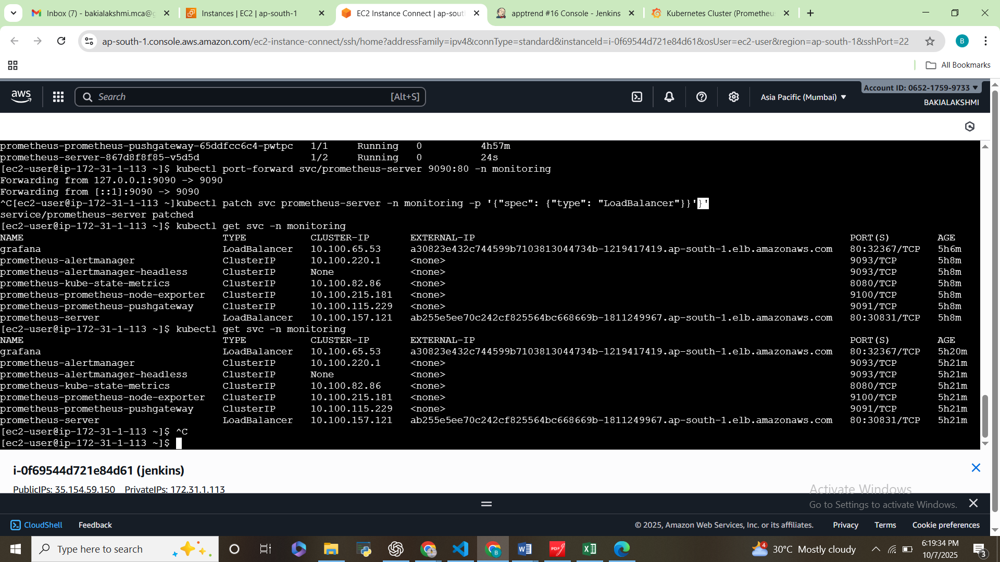 Inbox (7) - bakialakshmi.mca@g
Instances | EC2 | ap-south-1
EC2 Instance Connect | ap-sout
apptrend #16 Console - Jenkins
Kubernetes Cluster (Prometheu
ap-south-1.console.aws.amazon.com/ec2-instance-connect/ssh/home?addressFamily=ipv4&connType=standard&instanceId=i-0f69544d721e84d61&osUser=ec2-user&region=ap-south-1&sshPort=22
B
All Bookmarks
aws
Search
[Alt+S]
Asia Pacific (Mumbai)
Account ID: 0652-1759-9733
BAKIALAKSHMI
prometheus-prometheus-pushgateway-65ddfcc6c4-pwtpc 1/1 Running 0 4h57m
prometheus-server-867d8f8f85-v5d5d 1/2 Running 0 24s
[ec2-user@ip-172-31-1-113 ~]$ kubectl port-forward svc/prometheus-server 9090:80 -n monitoring
Forwarding from 127.0.0.1:9090 -> 9090
Forwarding from [::1]:9090 -> 9090
^C[ec2-user@ip-172-31-1-113 ~]kubectl patch svc prometheus-server -n monitoring -p '{"spec": {"type": "LoadBalancer"}}'}'
service/prometheus-server patched
[ec2-user@ip-172-31-1-113 ~]$ kubectl get svc -n monitoring
NAME TYPE CLUSTER-IP EXTERNAL-IP PORT(S) AGE
grafana LoadBalancer 10.100.65.53 a30823e432c744599b7103813044734b-1219417419.ap-south-1.elb.amazonaws.com 80:32367/TCP 5h6m
prometheus-alertmanager ClusterIP 10.100.220.1 <none> 9093/TCP 5h8m
prometheus-alertmanager-headless ClusterIP None <none> 9093/TCP 5h8m
prometheus-kube-state-metrics ClusterIP 10.100.82.86 <none> 8080/TCP 5h8m
prometheus-prometheus-node-exporter ClusterIP 10.100.215.181 <none> 9100/TCP 5h8m
prometheus-prometheus-pushgateway ClusterIP 10.100.115.229 <none> 9091/TCP 5h8m
prometheus-server LoadBalancer 10.100.157.121 ab255e5ee70c242cf825564bc668669b-1811249967.ap-south-1.elb.amazonaws.com 80:30831/TCP 5h8m
[ec2-user@ip-172-31-1-113 ~]$ kubectl get svc -n monitoring
NAME TYPE CLUSTER-IP EXTERNAL-IP PORT(S) AGE
grafana LoadBalancer 10.100.65.53 a30823e432c744599b7103813044734b-1219417419.ap-south-1.elb.amazonaws.com 80:32367/TCP 5h20m
prometheus-alertmanager ClusterIP 10.100.220.1 <none> 9093/TCP 5h21m
prometheus-alertmanager-headless ClusterIP None <none> 9093/TCP 5h21m
prometheus-kube-state-metrics ClusterIP 10.100.82.86 <none> 8080/TCP 5h21m
prometheus-prometheus-node-exporter ClusterIP 10.100.215.181 <none> 9100/TCP 5h21m
prometheus-prometheus-pushgateway ClusterIP 10.100.115.229 <none> 9091/TCP 5h21m
prometheus-server LoadBalancer 10.100.157.121 ab255e5ee70c242cf825564bc668669b-1811249967.ap-south-1.elb.amazonaws.com 80:30831/TCP 5h21m
[ec2-user@ip-172-31-1-113 ~]$ ^C
[ec2-user@ip-172-31-1-113 ~]$
i-0f69544d721e84d61 (jenkins)
PublicIPs: 35.154.59.150 PrivateIPs: 172.31.1.113
Activate Windows
Go to Settings to activate Windows.
CloudShell
Feedback
© 2025, Amazon Web Services, Inc. or its affiliates.
Privacy
Terms
Cookie preferences
Type here to search
PDF
4
30°C Mostly cloudy
6:19:34 PM
10/7/2025
3